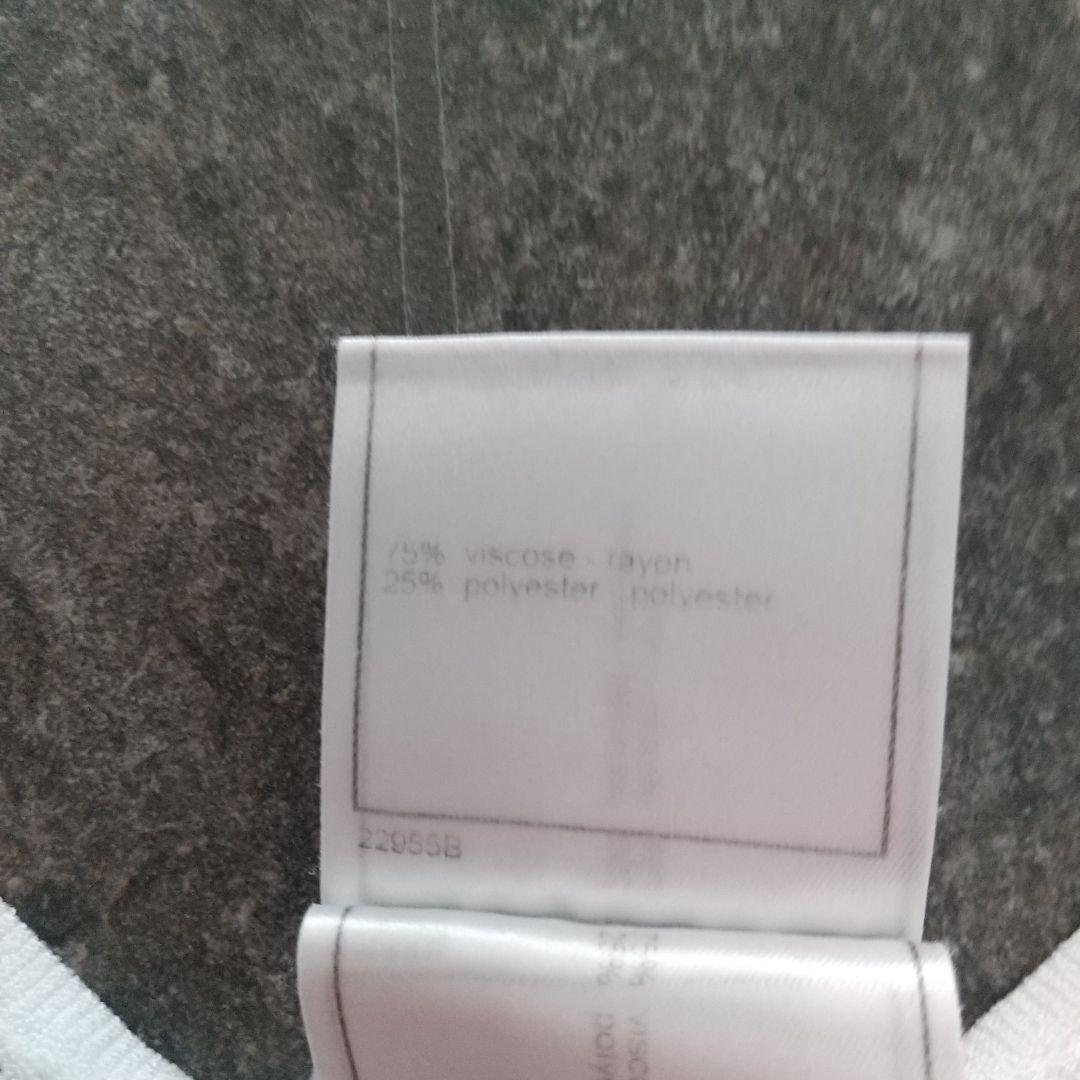 75% viscose - rayon
25% polyester polyester
22955B